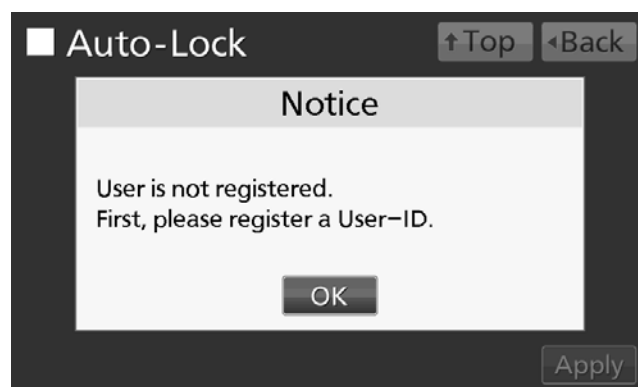 Auto-Lock
↑Top
◂Back
Notice
User is not registered.
First, please register a User-ID.
OK
Apply